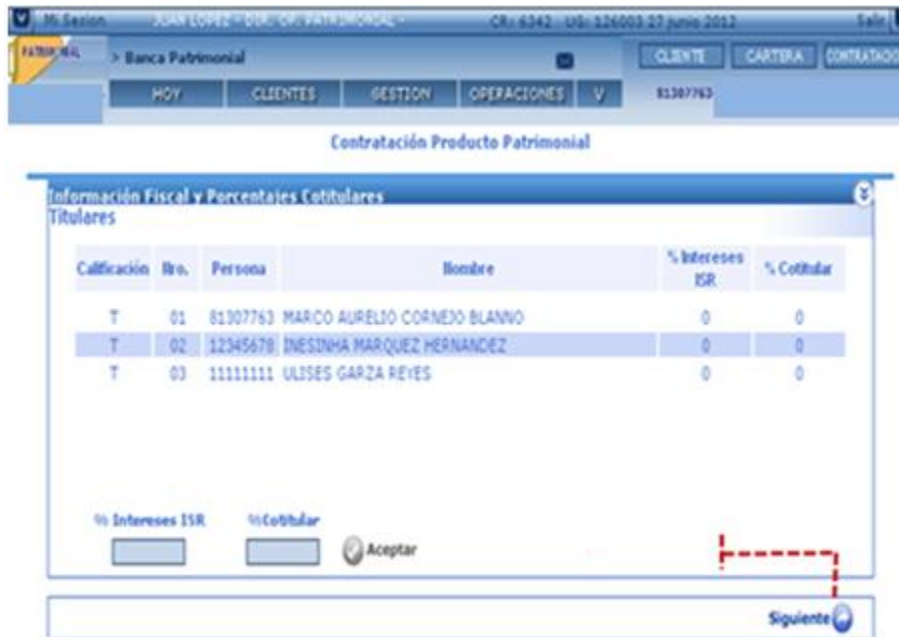 Mi Sesion JUAN LOPEZ - DIR. OF. PATRIMONIAL - CR: 6342 UG: 126003 27 junio 2012 Salir
PATRIMONIAL > Banca Patrimonial CLIENTE CARTERA CONTRATACIO
HOY CLIENTES GESTION OPERACIONES V 81307763
Contratación Producto Patrimonial
Información Fiscal y Porcentajes Cotitulares
Titulares
Calificación Nro. Persona Nombre % Intereses ISR % Cotitular
T 01 81307763 MARCO AURELIO CORNEJO BLANNO 0 0
T 02 12345678 INESINHA MARQUEZ HERNANDEZ 0 0
T 03 11111111 ULISES GARZA REYES 0 0
% Intereses ISR %Cotitular
Aceptar
Siguiente